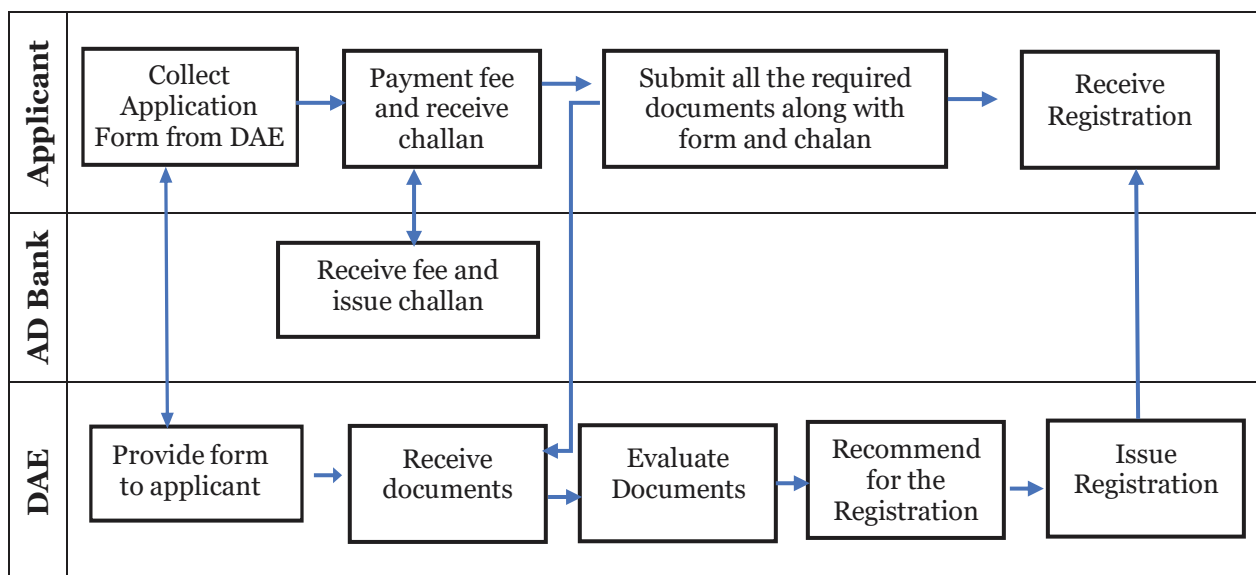 Applicant
Collect
Application
Form from DAE
Payment fee
and receive
challan
Submit all the required
documents along with
form and chalan
Receive
Registration
AD Bank
Receive fee and
issue challan
DAE
Provide form
to applicant
Receive
documents
Evaluate
Documents
Recommend
for the
Registration
Issue
Registration